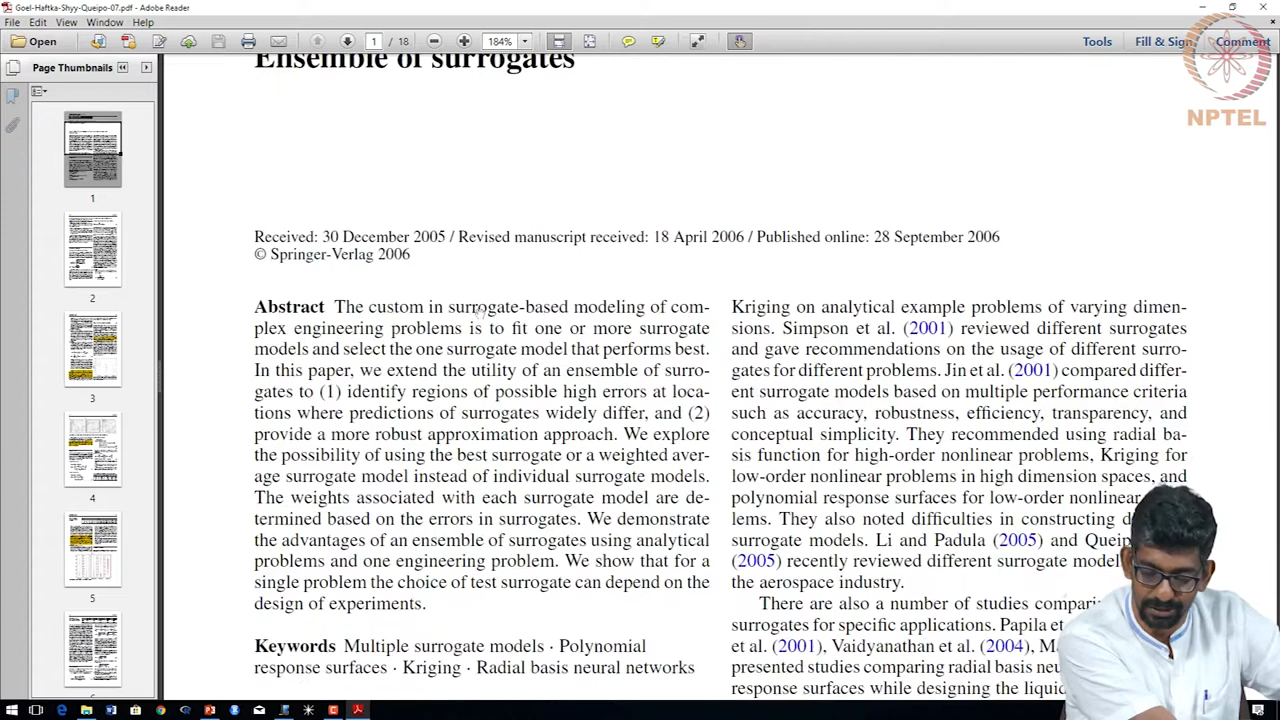 Goel-Haftka-Shyy-Queipo-07.pdf - Adobe Reader
File Edit View Window Help
Open 1 / 18 184% Tools Fill & Sign Comment
Page Thumbnails
NPTEL
1
2
3
4
5
Ensemble of surrogates
Received: 30 December 2005 / Revised manuscript received: 18 April 2006 / Published online: 28 September 2006
© Springer-Verlag 2006
Abstract The custom in surrogate-based modeling of com-
plex engineering problems is to fit one or more surrogate
models and select the one surrogate model that performs best.
In this paper, we extend the utility of an ensemble of surro-
gates to (1) identify regions of possible high errors at loca-
tions where predictions of surrogates widely differ, and (2)
provide a more robust approximation approach. We explore
the possibility of using the best surrogate or a weighted aver-
age surrogate model instead of individual surrogate models.
The weights associated with each surrogate model are de-
termined based on the errors in surrogates. We demonstrate
the advantages of an ensemble of surrogates using analytical
problems and one engineering problem. We show that for a
single problem the choice of test surrogate can depend on the
design of experiments.
Keywords Multiple surrogate models · Polynomial
response surfaces · Kriging · Radial basis neural networks
Kriging on analytical example problems of varying dimen-
sions. Simpson et al. (2001) reviewed different surrogates
and gave recommendations on the usage of different surro-
gates for different problems. Jin et al. (2001) compared differ-
ent surrogate models based on multiple performance criteria
such as accuracy, robustness, efficiency, transparency, and
conceptual simplicity. They recommended using radial ba-
sis function for high-order nonlinear problems, Kriging for
low-order nonlinear problems in high dimension spaces, and
polynomial response surfaces for low-order nonlinear
lems. They also noted difficulties in constructing
surrogate models. Li and Padula (2005) and Queip
(2005) recently reviewed different surrogate model
the aerospace industry.
There are also a number of studies compari
surrogates for specific applications. Papila et
et al. (2001), Vaidyanathan et al. (2004), Ma
presented studies comparing radial basis neu
response surfaces while designing the liquid